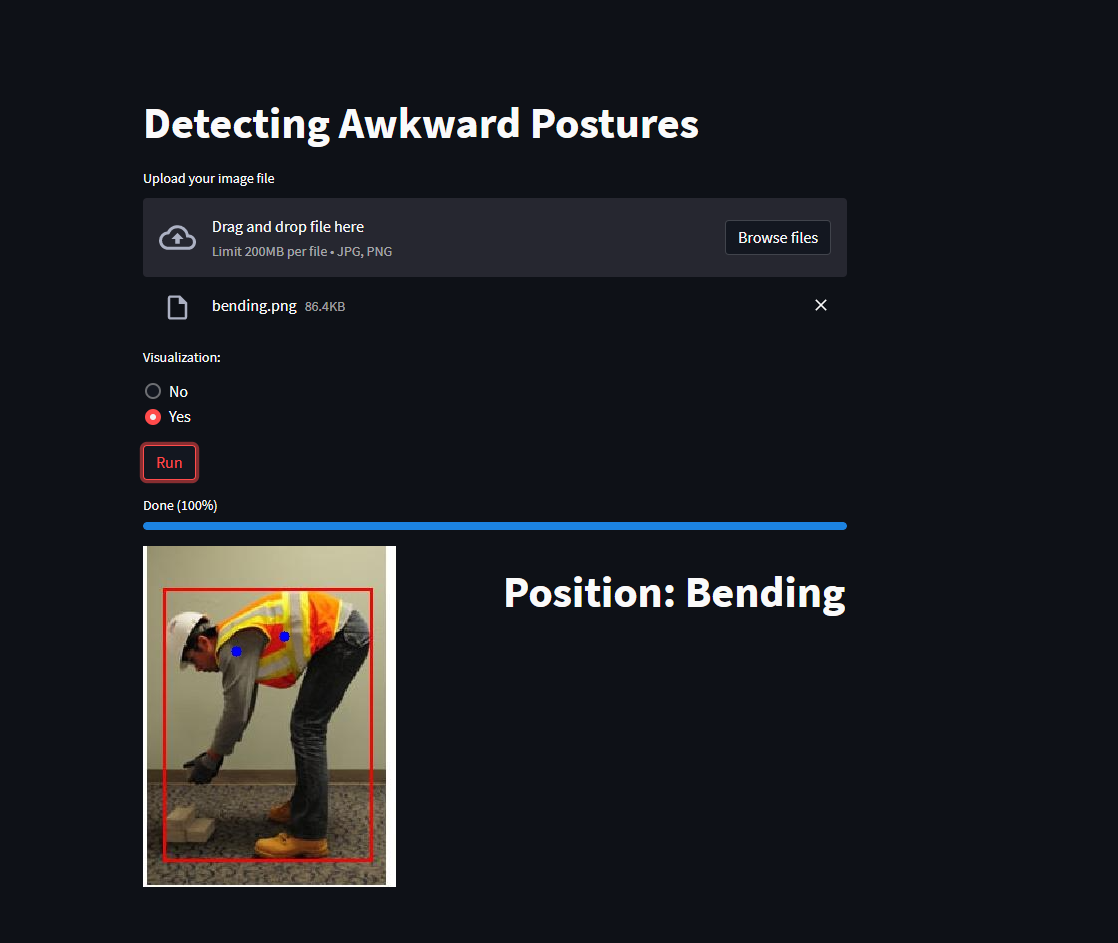 Detecting Awkward Postures
Upload your image file
Drag and drop file here
Limit 200MB per file • JPG, PNG
Browse files
bending.png 86.4KB
Visualization:
No
Yes
Run
Done (100%)
Position: Bending